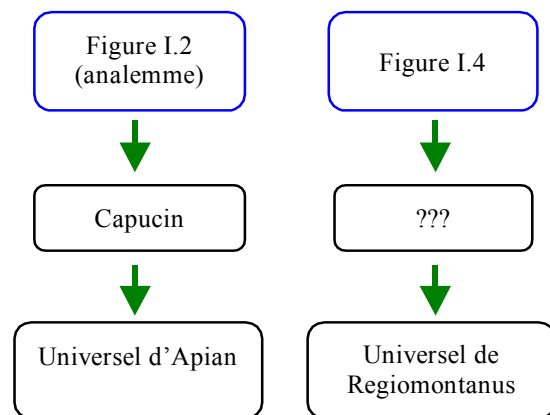 Figure I.2
(analemme)
Figure I.4
Capucin
???
Universel d’Apian
Universel de
Regiomontanus